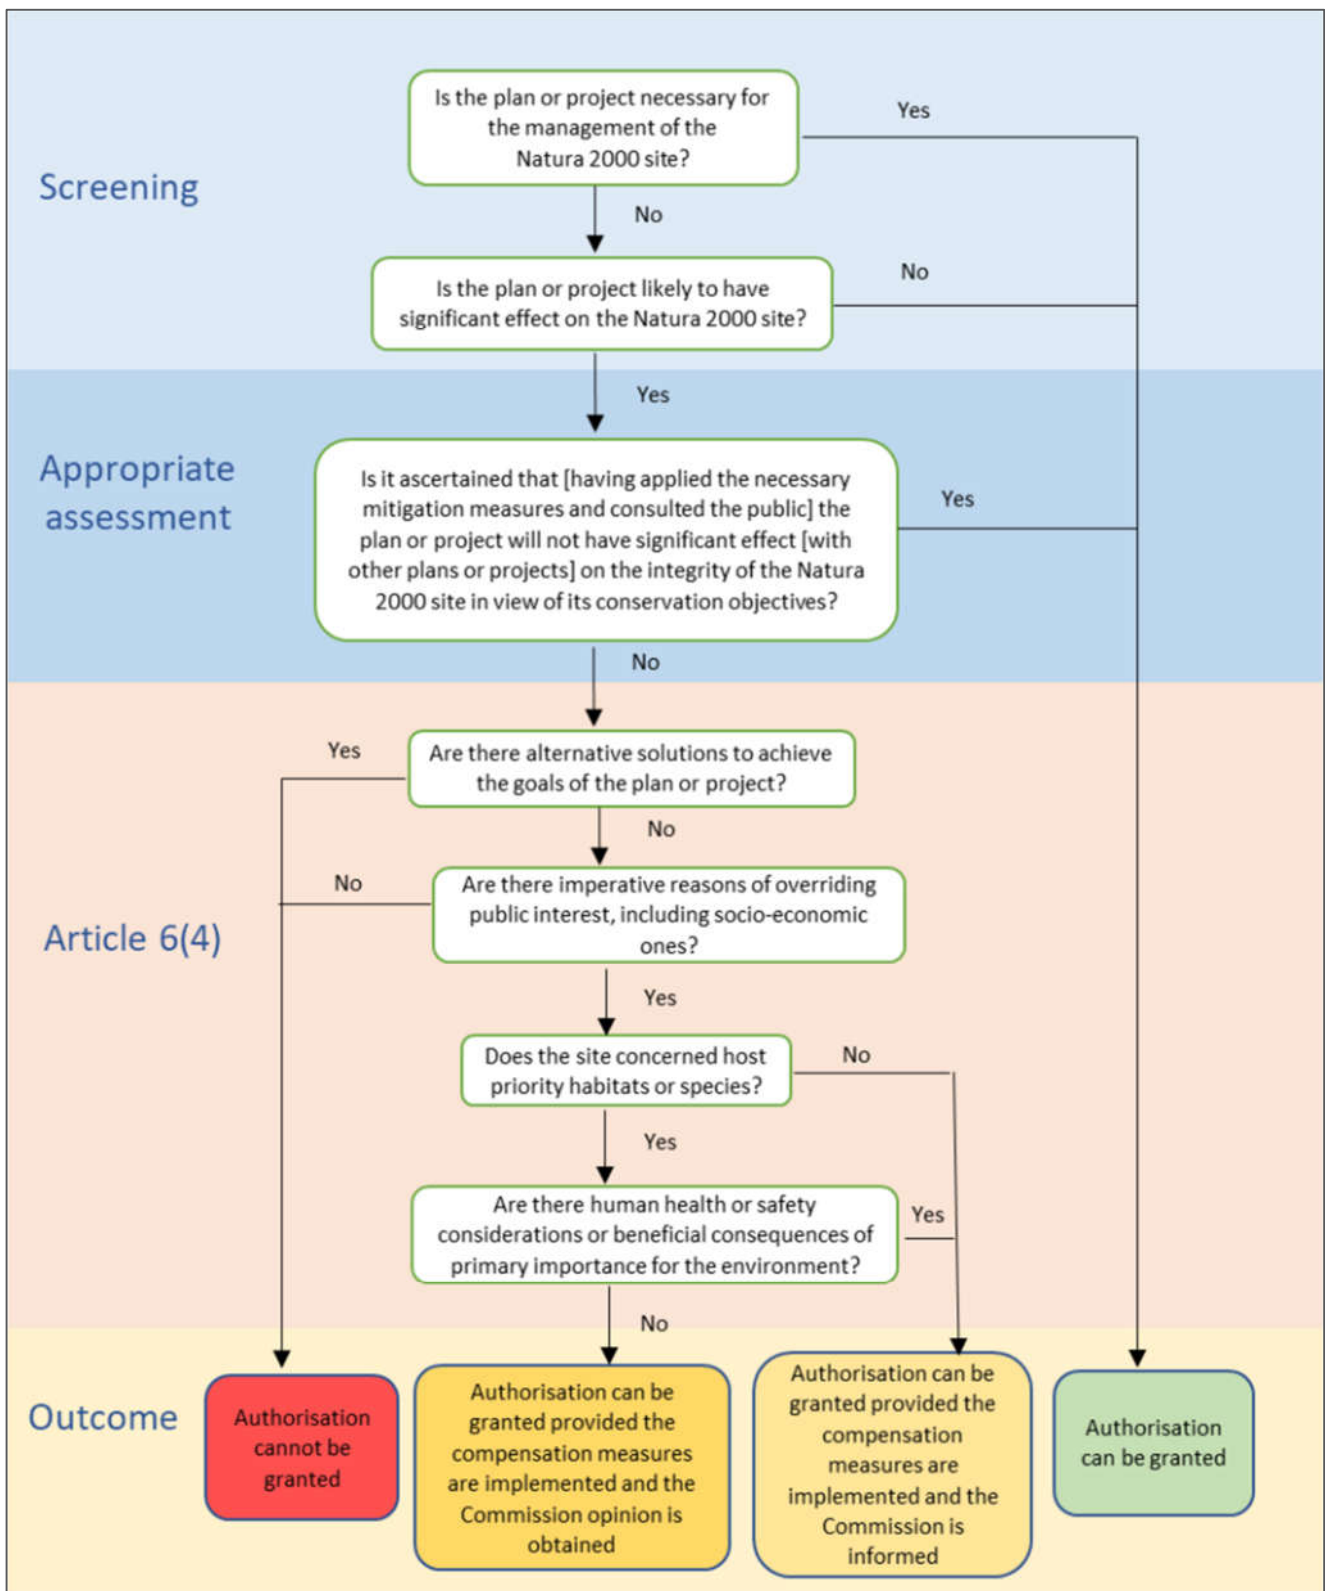 Is the plan or project necessary for
the management of the
Natura 2000 site?
Yes
Screening
No
Is the plan or project likely to have
significant effect on the Natura 2000 site?
No
Yes
Appropriate
assessment
Is it ascertained that [having applied the necessary
mitigation measures and consulted the public] the
plan or project will not have significant effect [with
other plans or projects] on the integrity of the Natura
2000 site in view of its conservation objectives?
Yes
No
Yes
Are there alternative solutions to achieve
the goals of the plan or project?
No
No
Are there imperative reasons of overriding
public interest, including socio-economic
ones?
Article 6(4)
Yes
Does the site concerned host
priority habitats or species?
No
Yes
Are there human health or safety
considerations or beneficial consequences of
primary importance for the environment?
Yes
No
Outcome
Authorisation
cannot be
granted
Authorisation can be
granted provided the
compensation measures
are implemented and the
Commission opinion is
obtained
Authorisation can be
granted provided the
compensation
measures are
implemented and the
Commission is
informed
Authorisation
can be granted